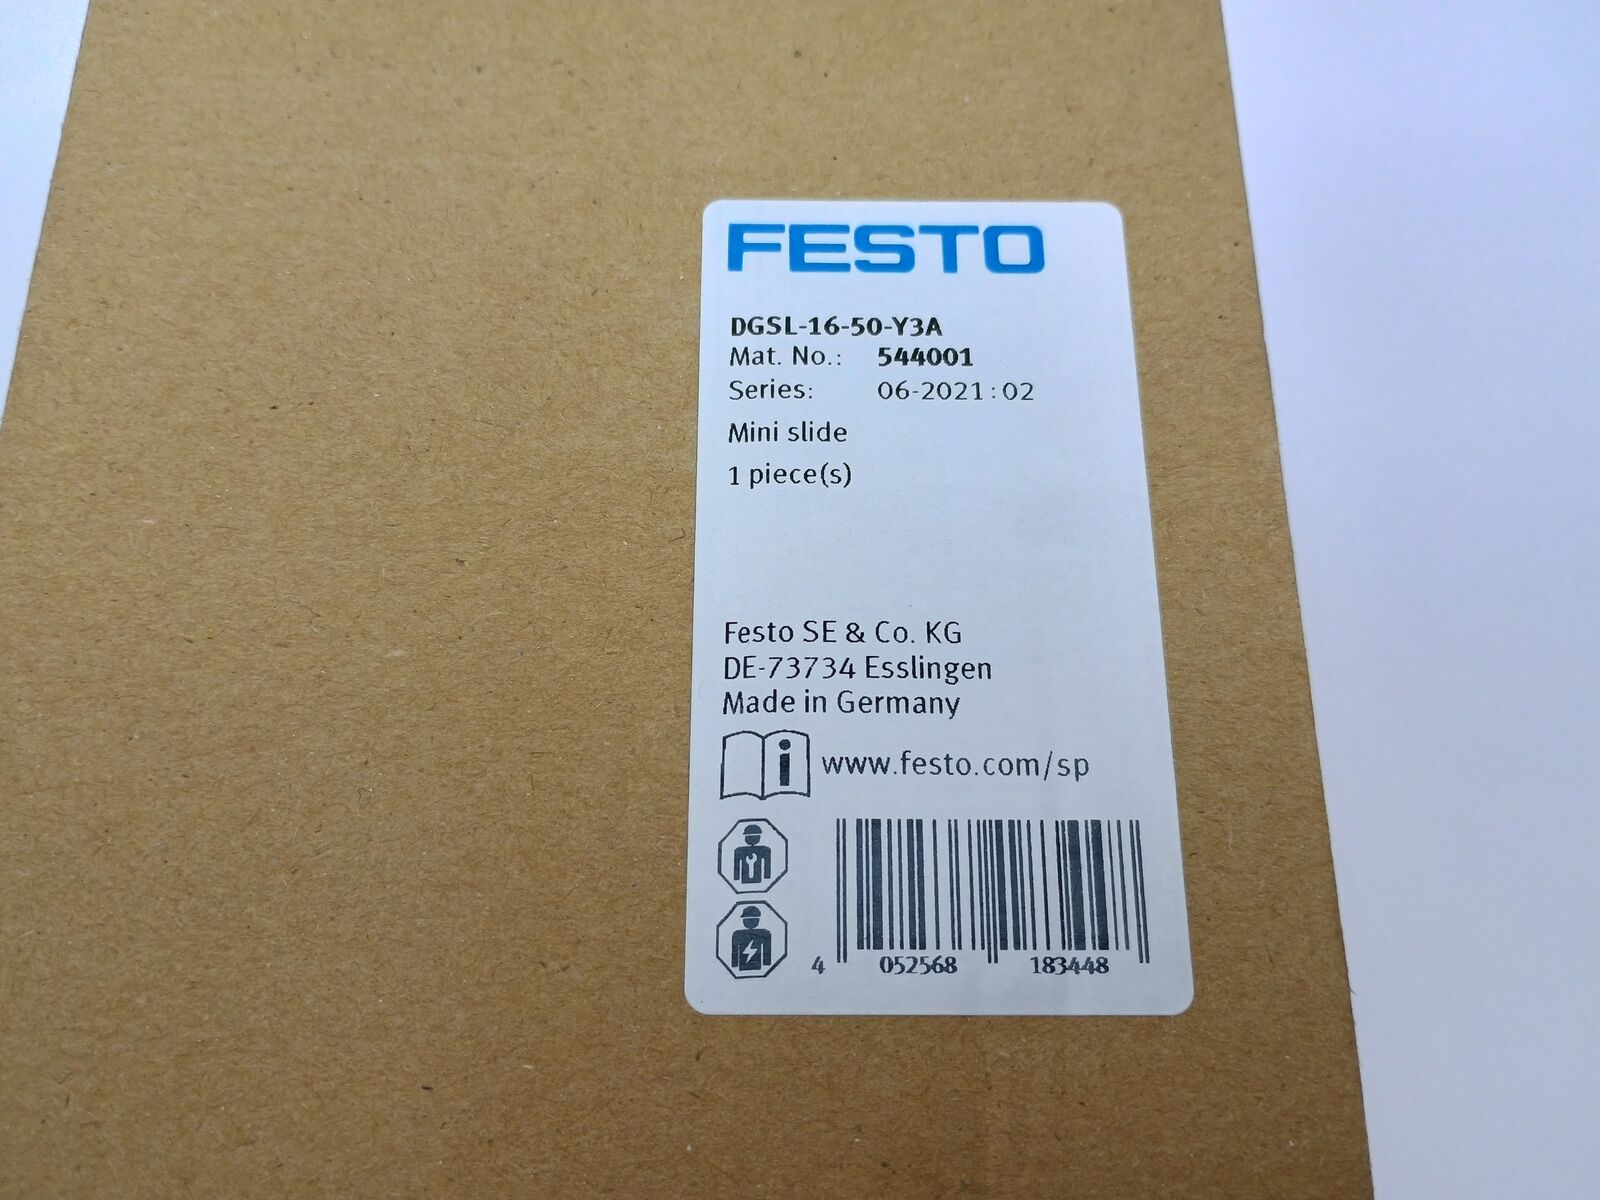 FESTO
DGSL-16-50-Y3A
Mat. No.: 544001
Series: 06-2021:02
Mini slide
1 piece(s)
Festo SE & Co. KG
DE-73734 Esslingen
Made in Germany
i www.festo.com/sp
4 052568 183448